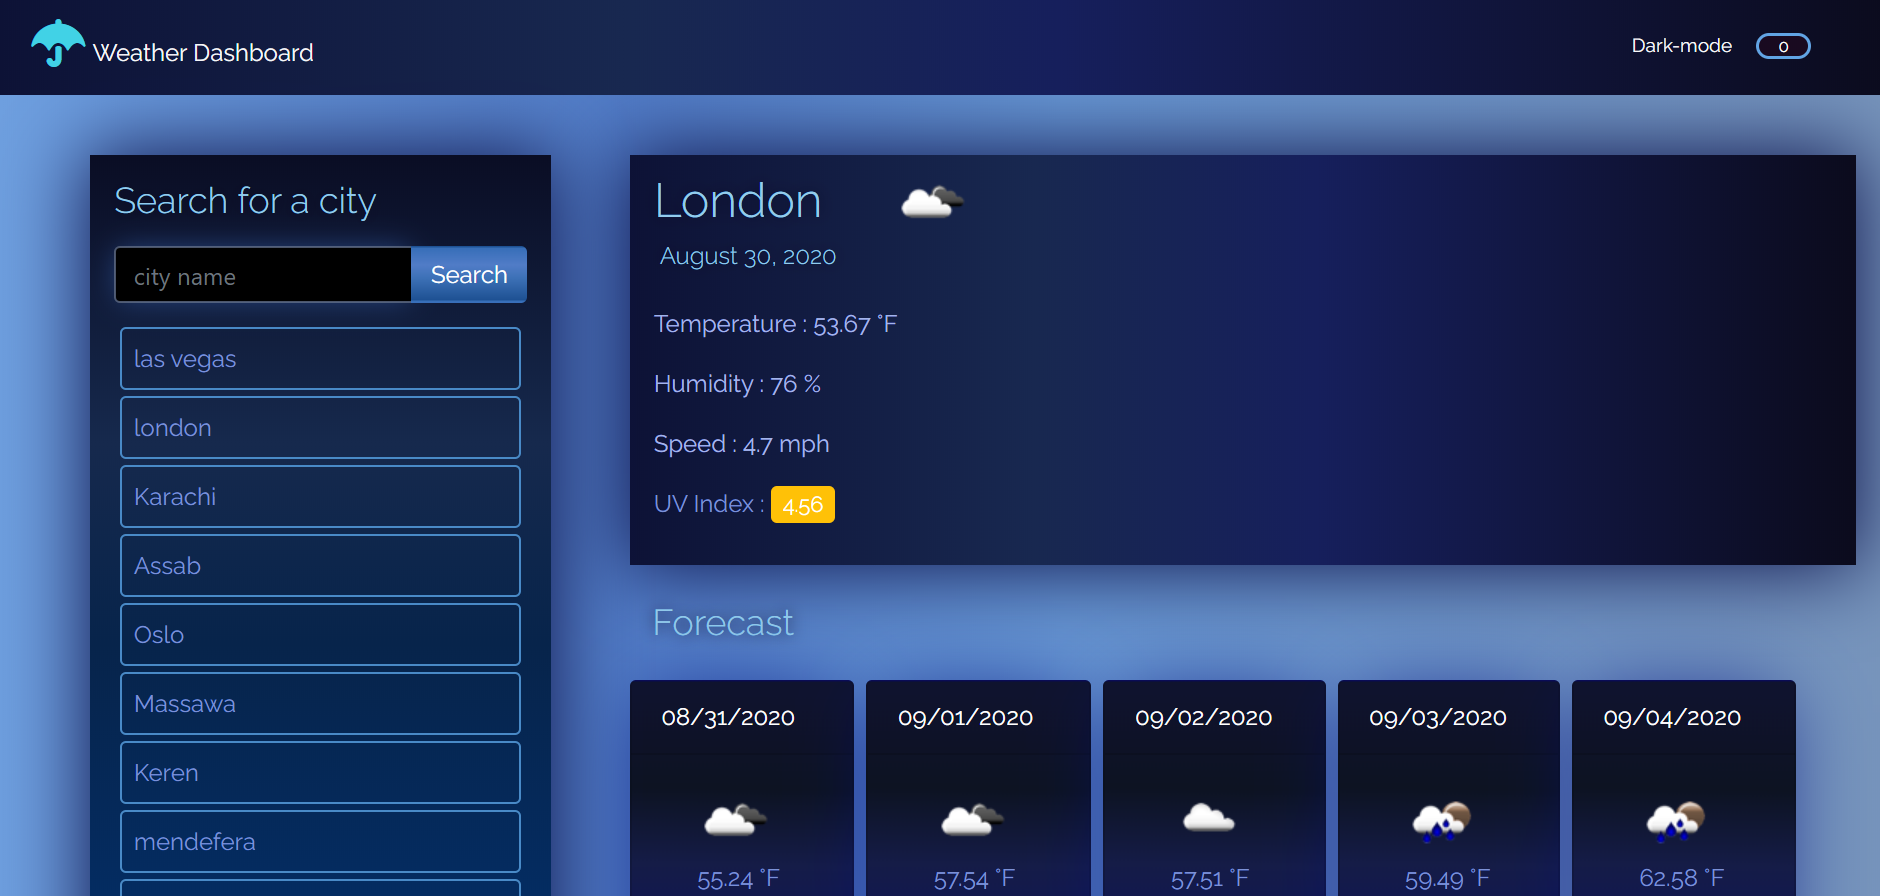 Weather Dashboard
Dark-mode
0
Search for a city
city name
Search
las vegas
london
Karachi
Assab
Oslo
Massawa
Keren
mendefera
London
August 30, 2020
Temperature : 53.67 °F
Humidity : 76 %
Speed : 4.7 mph
UV Index : 4.56
Forecast
08/31/2020
09/01/2020
09/02/2020
09/03/2020
09/04/2020
55.24 °F
57.54 °F
57.51 °F
59.49 °F
62.58 °F